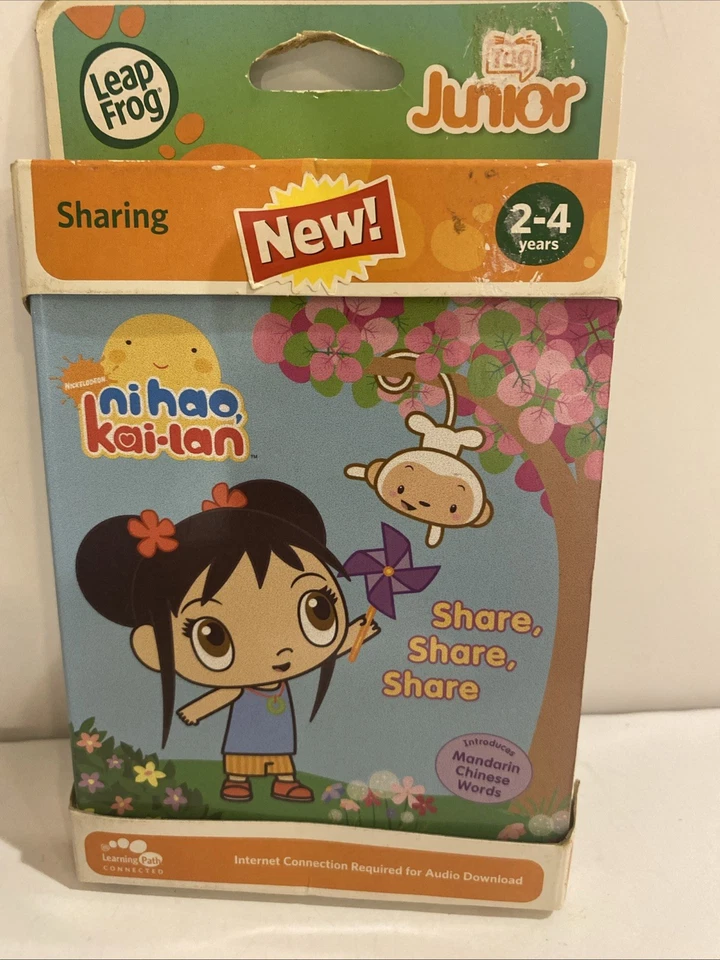 Leap
Frog®
TAG
Junior
Sharing
New!
2-4
years
NICKELODEON
ni hao,
kai-lan™
Share,
Share,
Share
Introduces
Mandarin
Chinese
Words
Learning Path
CONNECTED
Internet Connection Required for Audio Download